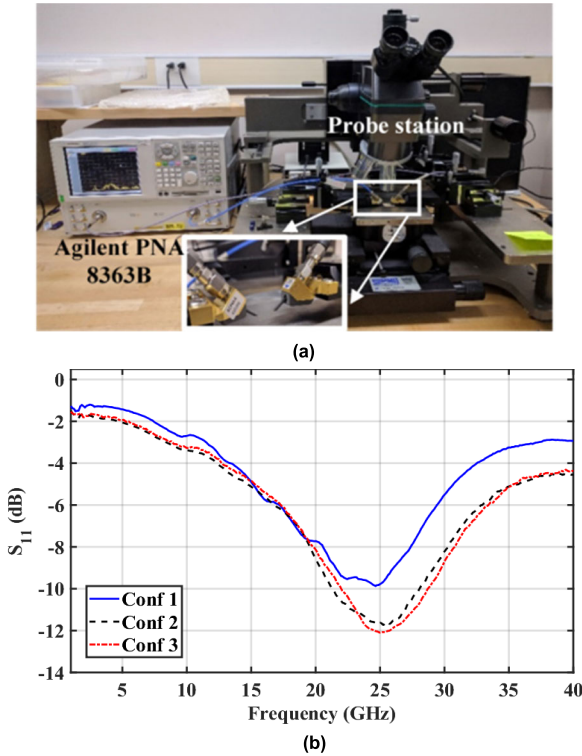 Probe station
Agilent PNA
8363B
(a)
0
-2
-4
-6
-8
-10
-12
-14
S11 (dB)
Conf 1
Conf 2
Conf 3
5 10 15 20 25 30 35 40
Frequency (GHz)
(b)